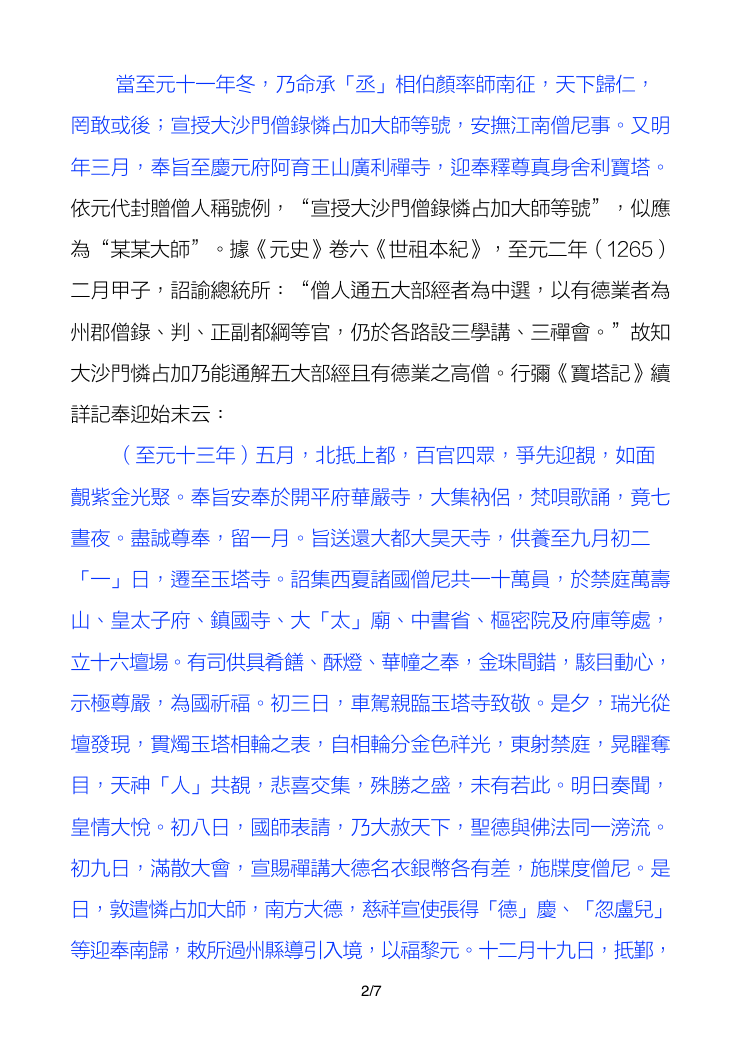 當至元十一年冬，乃命承「丞」相伯顏率師南征，天下歸仁，
罔敢或後；宣授大沙門僧錄憐占加大師等號，安撫江南僧尼事。又明
年三月，奉旨至慶元府阿育王山廣利禪寺，迎奉釋尊真身舍利寶塔。
依元代封贈僧人稱號例，“宣授大沙門僧錄憐占加大師等號”，似應
為“某某大師”。據《元史》卷六《世祖本紀》，至元二年（1265）
二月甲子，詔諭總統所：“僧人通五大部經者為中選，以有德業者為
州郡僧錄、判、正副都綱等官，仍於各路設三學講、三禪會。”故知
大沙門憐占加乃能通解五大部經且有德業之高僧。行彌《寶塔記》續
詳記奉迎始末云：
（至元十三年）五月，北抵上都，百官四眾，爭先迎覩，如面
覿紫金光聚。奉旨安奉於開平府華嚴寺，大集衲侶，梵唄歌誦，竟七
晝夜。盡誠尊奉，留一月。旨送還大都大昊天寺，供養至九月初二
「一」日，遷至玉塔寺。詔集西夏諸國僧尼共一十萬員，於禁庭萬壽
山、皇太子府、鎮國寺、大「太」廟、中書省、樞密院及府庫等處，
立十六壇場。有司供具肴饍、酥燈、華幢之奉，金珠間錯，駭目動心，
示極尊嚴，為國祈福。初三日，車駕親臨玉塔寺致敬。是夕，瑞光從
壇發現，貫燭玉塔相輪之表，自相輪分金色祥光，東射禁庭，晃曜奪
目，天神「人」共覩，悲喜交集，殊勝之盛，未有若此。明日奏聞，
皇情大悅。初八日，國師表請，乃大赦天下，聖德與佛法同一滂流。
初九日，滿散大會，宣賜禪講大德名衣銀幣各有差，施牒度僧尼。是
日，敦遣憐占加大師，南方大德，慈祥宣使張得「德」慶、「忽盧兒」
等迎奉南歸，敕所過州縣導引入境，以福黎元。十二月十九日，抵鄞，
2/7